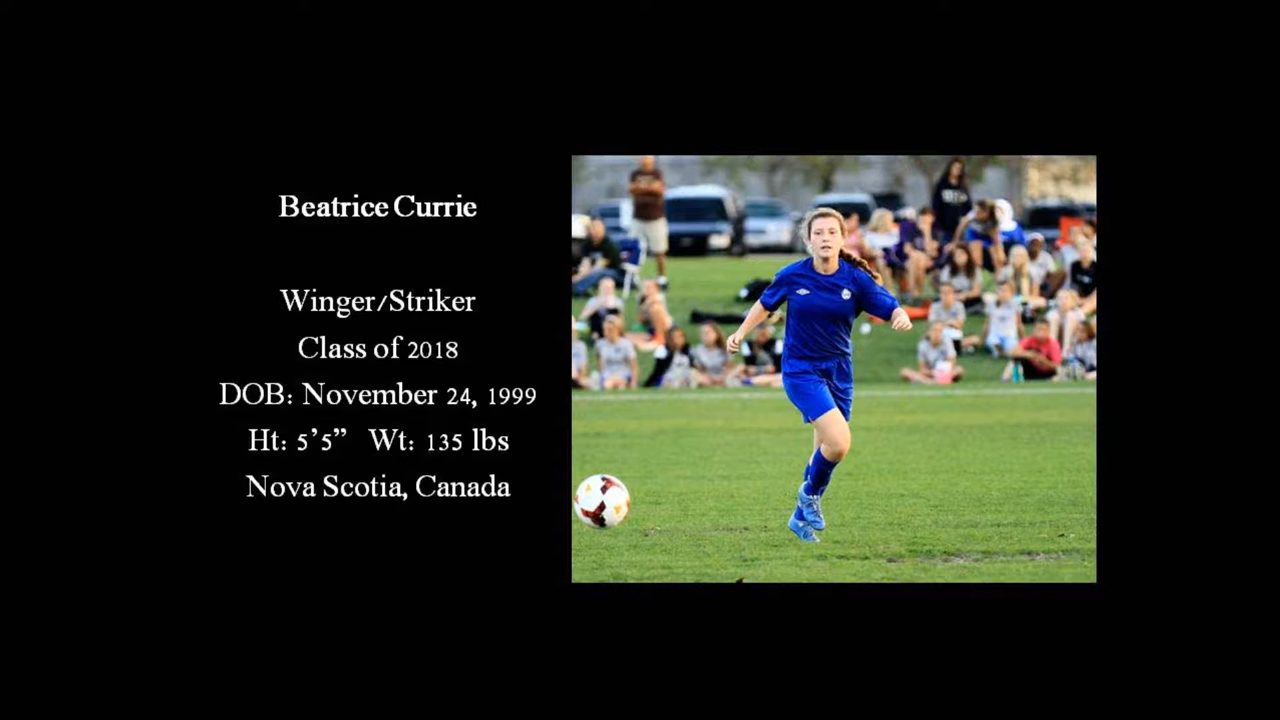 Beatrice Currie
Winger/Striker
Class of 2018
DOB: November 24, 1999
Ht: 5’5” Wt: 135 lbs
Nova Scotia, Canada